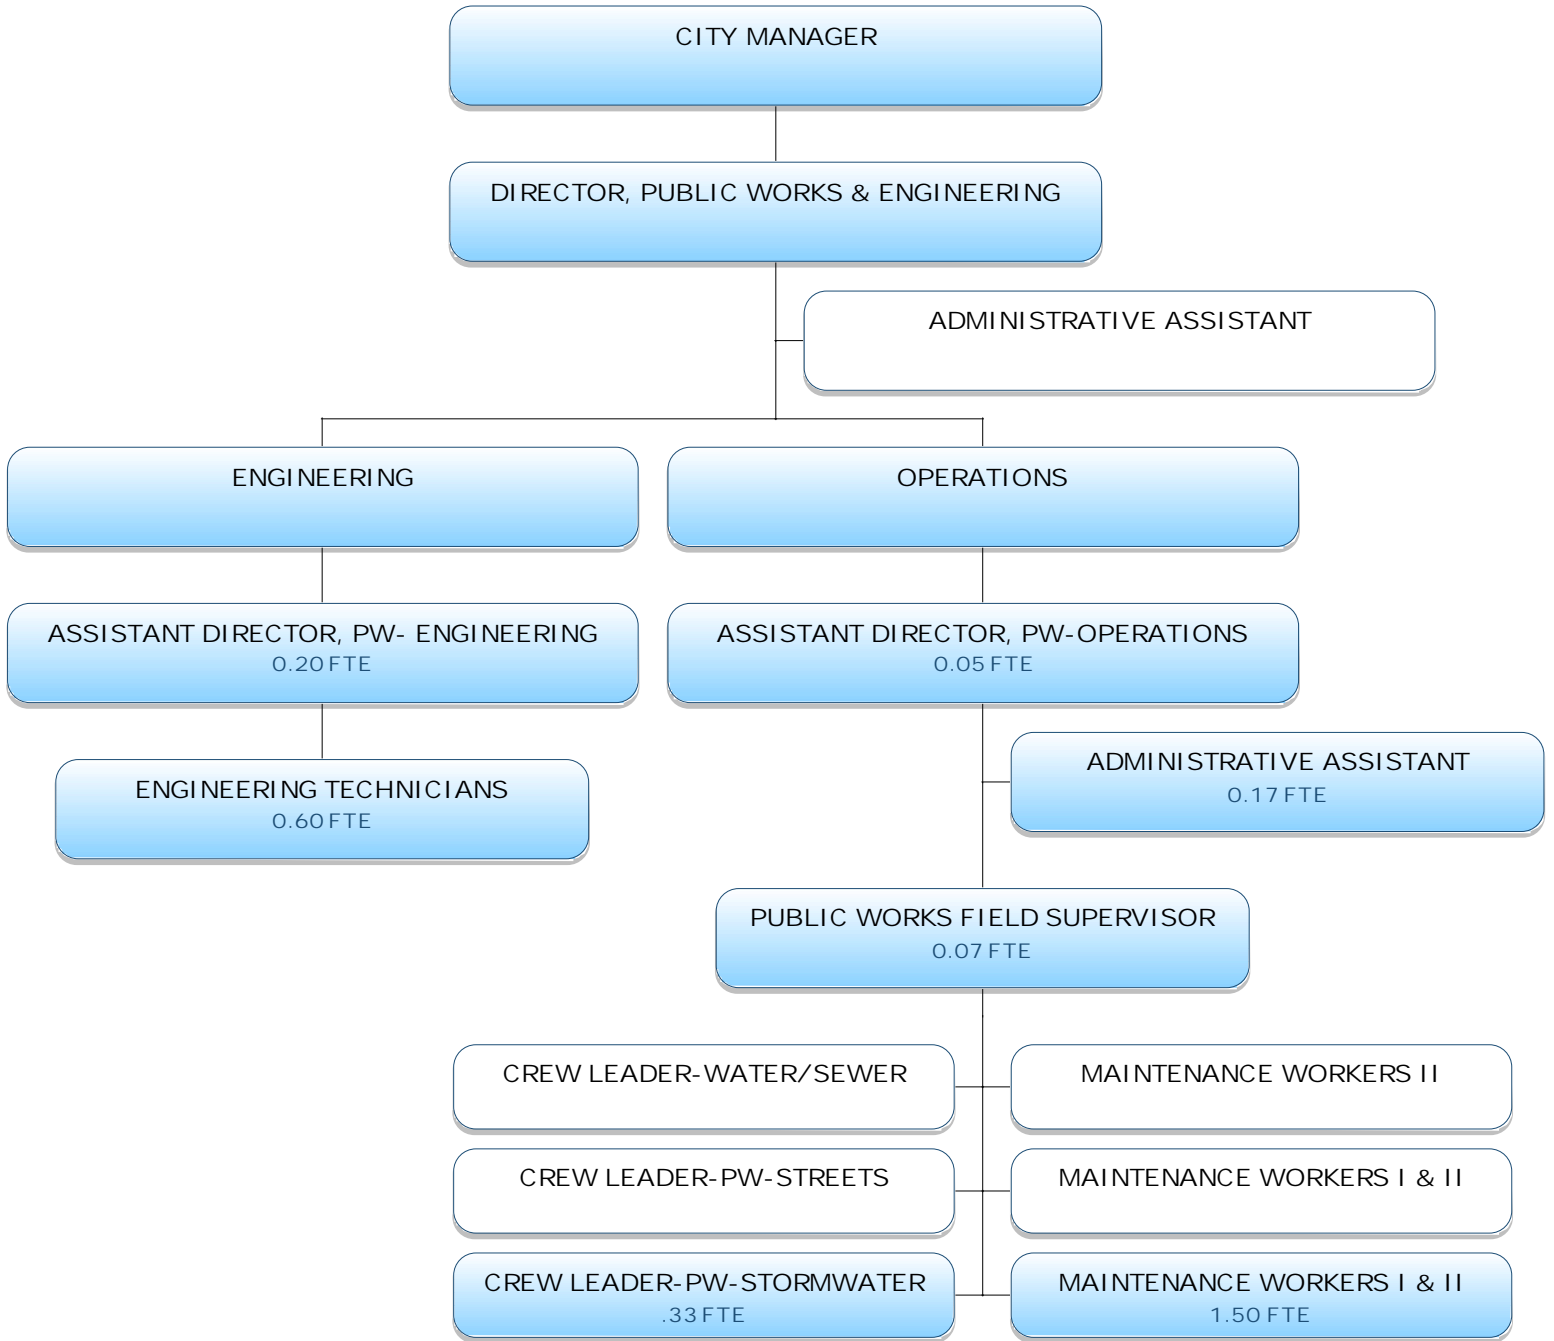 CITY MANAGER
DIRECTOR, PUBLIC WORKS & ENGINEERING
ADMINISTRATIVE ASSISTANT
ENGINEERING
OPERATIONS
ASSISTANT DIRECTOR, PW- ENGINEERING
0.20 FTE
ASSISTANT DIRECTOR, PW-OPERATIONS
0.05 FTE
ENGINEERING TECHNICIANS
0.60 FTE
ADMINISTRATIVE ASSISTANT
0.17 FTE
PUBLIC WORKS FIELD SUPERVISOR
0.07 FTE
CREW LEADER-WATER/SEWER
MAINTENANCE WORKERS II
CREW LEADER-PW-STREETS
MAINTENANCE WORKERS I & II
CREW LEADER-PW-STORMWATER
.33 FTE
MAINTENANCE WORKERS I & II
1.50 FTE